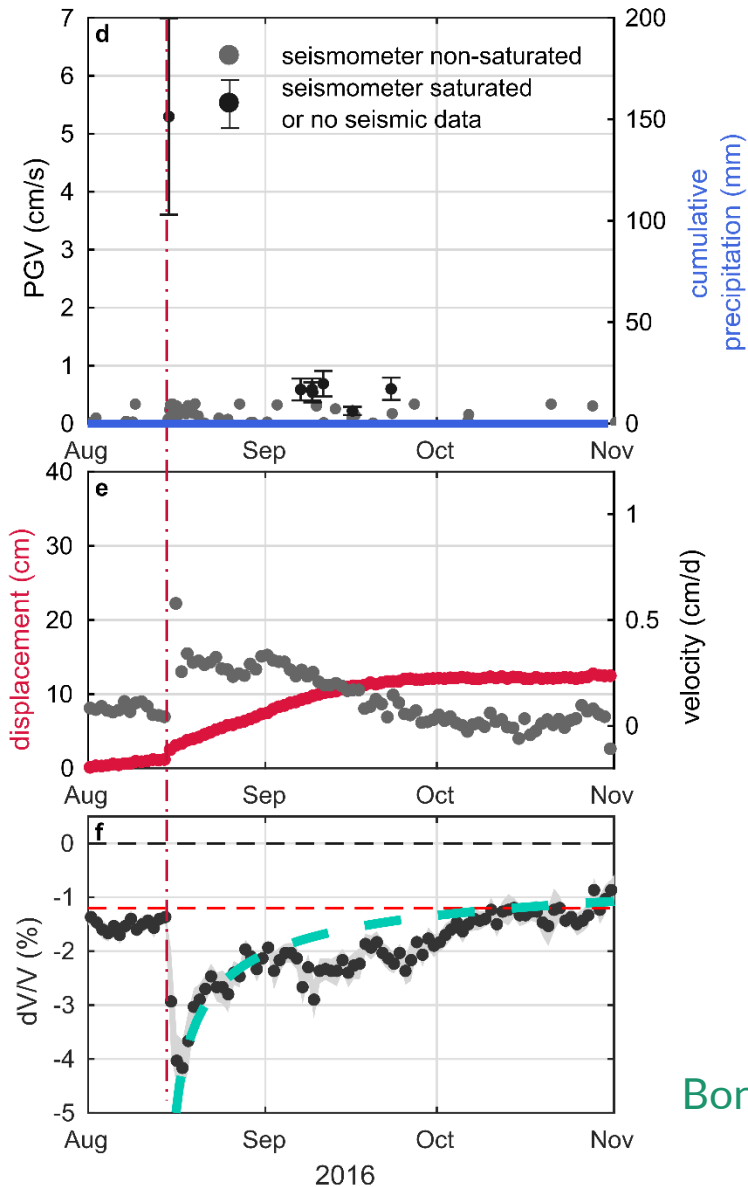 d
seismometer non-saturated
seismometer saturated
or no seismic data
PGV (cm/s)
7
6
5
4
3
2
1
0
200
150
100
50
0
cumulative
precipitation (mm)
Aug Sep Oct Nov
e
displacement (cm)
40
30
20
10
0
1
0.5
0
velocity (cm/d)
Aug Sep Oct Nov
f
dV/V (%)
0
-1
-2
-3
-4
-5
Bor
Aug Sep Oct Nov
2016